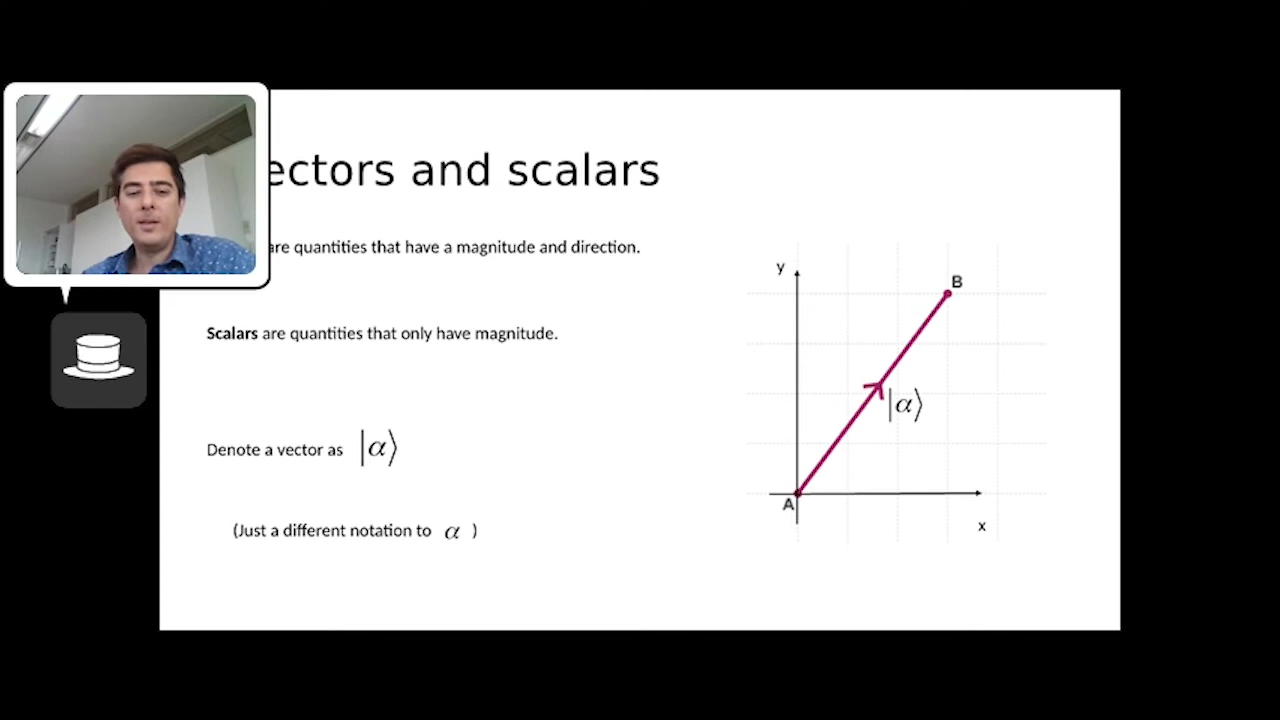 ectors and scalars
are quantities that have a magnitude and direction.
Scalars are quantities that only have magnitude.
Denote a vector as |α⟩
(Just a different notation to α )
y
B
|α⟩
A
x